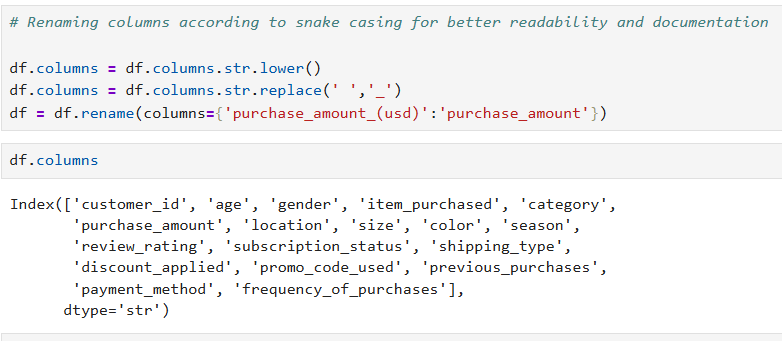 # Renaming columns according to snake casing for better readability and documentation
df.columns = df.columns.str.lower()
df.columns = df.columns.str.replace(' ','_')
df = df.rename(columns={'purchase_amount_(usd)':'purchase_amount'})
df.columns
Index(['customer_id', 'age', 'gender', 'item_purchased', 'category',
'purchase_amount', 'location', 'size', 'color', 'season',
'review_rating', 'subscription_status', 'shipping_type',
'discount_applied', 'promo_code_used', 'previous_purchases',
'payment_method', 'frequency_of_purchases'],
dtype='str')